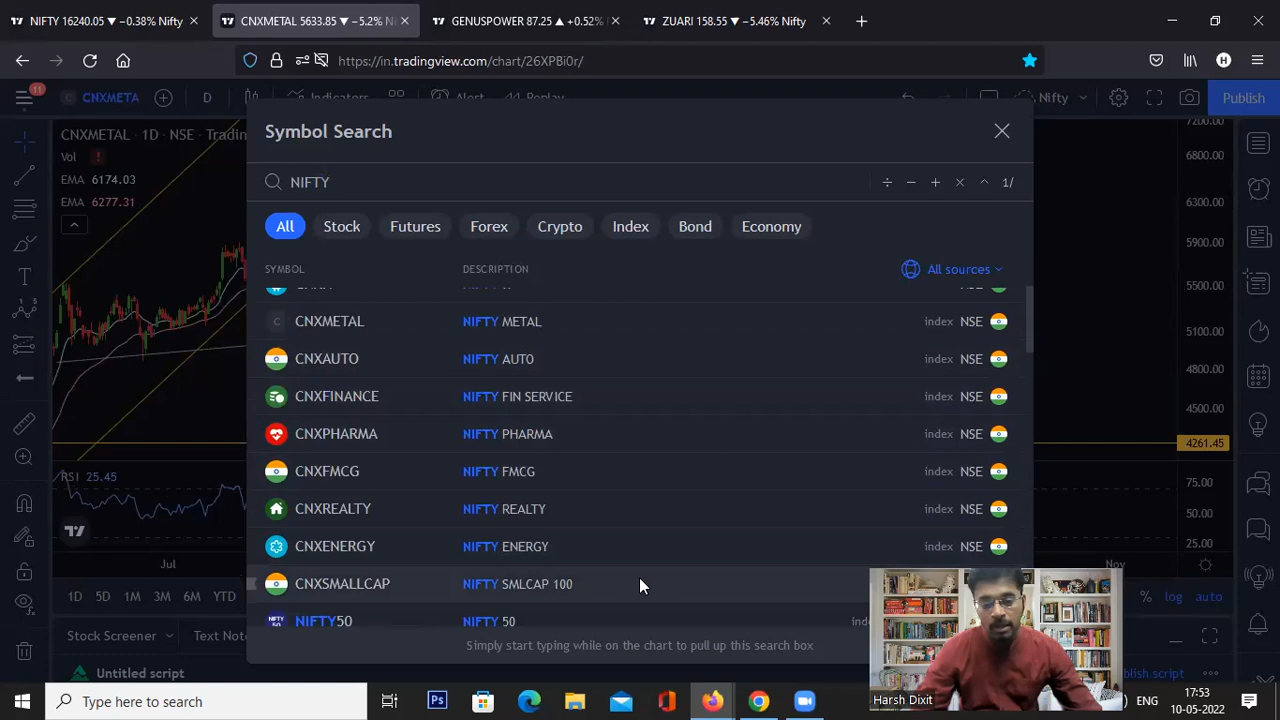 NIFTY 16240.05 ▼ −0.38% Nifty
CNXMETAL 5633.85 ▼ −5.2% N
GENUSPOWER 87.25 ▲ +0.52%
ZUARI 158.55 ▼ −5.46% Nifty
https://in.tradingview.com/chart/26XPBi0r/
H
11
CNXMETA
D
Indicators
Alert
Replay
Nifty
Publish
CNXMETAL · 1D · NSE · Tradin
Vol
EMA 6174.03
EMA 6277.31
Symbol Search
NIFTY
1/
All Stock Futures Forex Crypto Index Bond Economy
SYMBOL DESCRIPTION All sources
CNXMETAL NIFTY METAL index NSE
CNXAUTO NIFTY AUTO index NSE
CNXFINANCE NIFTY FIN SERVICE index NSE
CNXPHARMA NIFTY PHARMA index NSE
CNXFMCG NIFTY FMCG index NSE
CNXREALTY NIFTY REALTY index NSE
CNXENERGY NIFTY ENERGY index NSE
CNXSMALLCAP NIFTY SMLCAP 100
NIFTY50 NIFTY 50
Simply start typing while on the chart to pull up this search box
7200.00
6800.00
6300.00
5900.00
5500.00
5100.00
4800.00
4500.00
4261.45
75.00
50.00
25.00
RSI 25.45
Jul
Nov
1D 5D 1M 3M 6M YTD
% log auto
Stock Screener Text Note
Untitled script
blish script
Harsh Dixit
Type here to search
Ps
ENG
17:53
10-05-2022